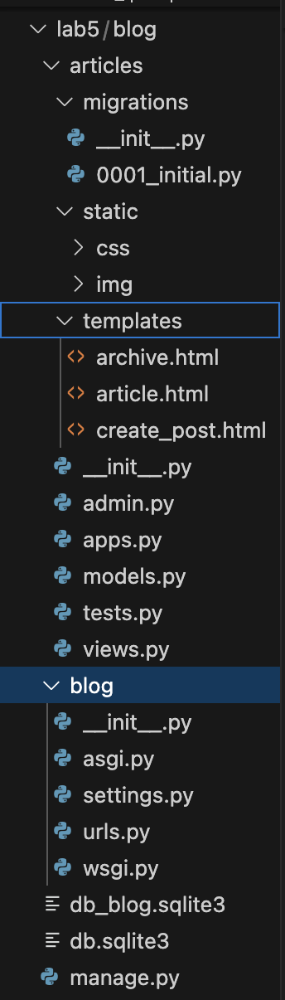 lab5/blog
articles
migrations
__init__.py
0001_initial.py
static
css
img
templates
archive.html
article.html
create_post.html
__init__.py
admin.py
apps.py
models.py
tests.py
views.py
blog
__init__.py
asgi.py
settings.py
urls.py
wsgi.py
db_blog.sqlite3
db.sqlite3
manage.py